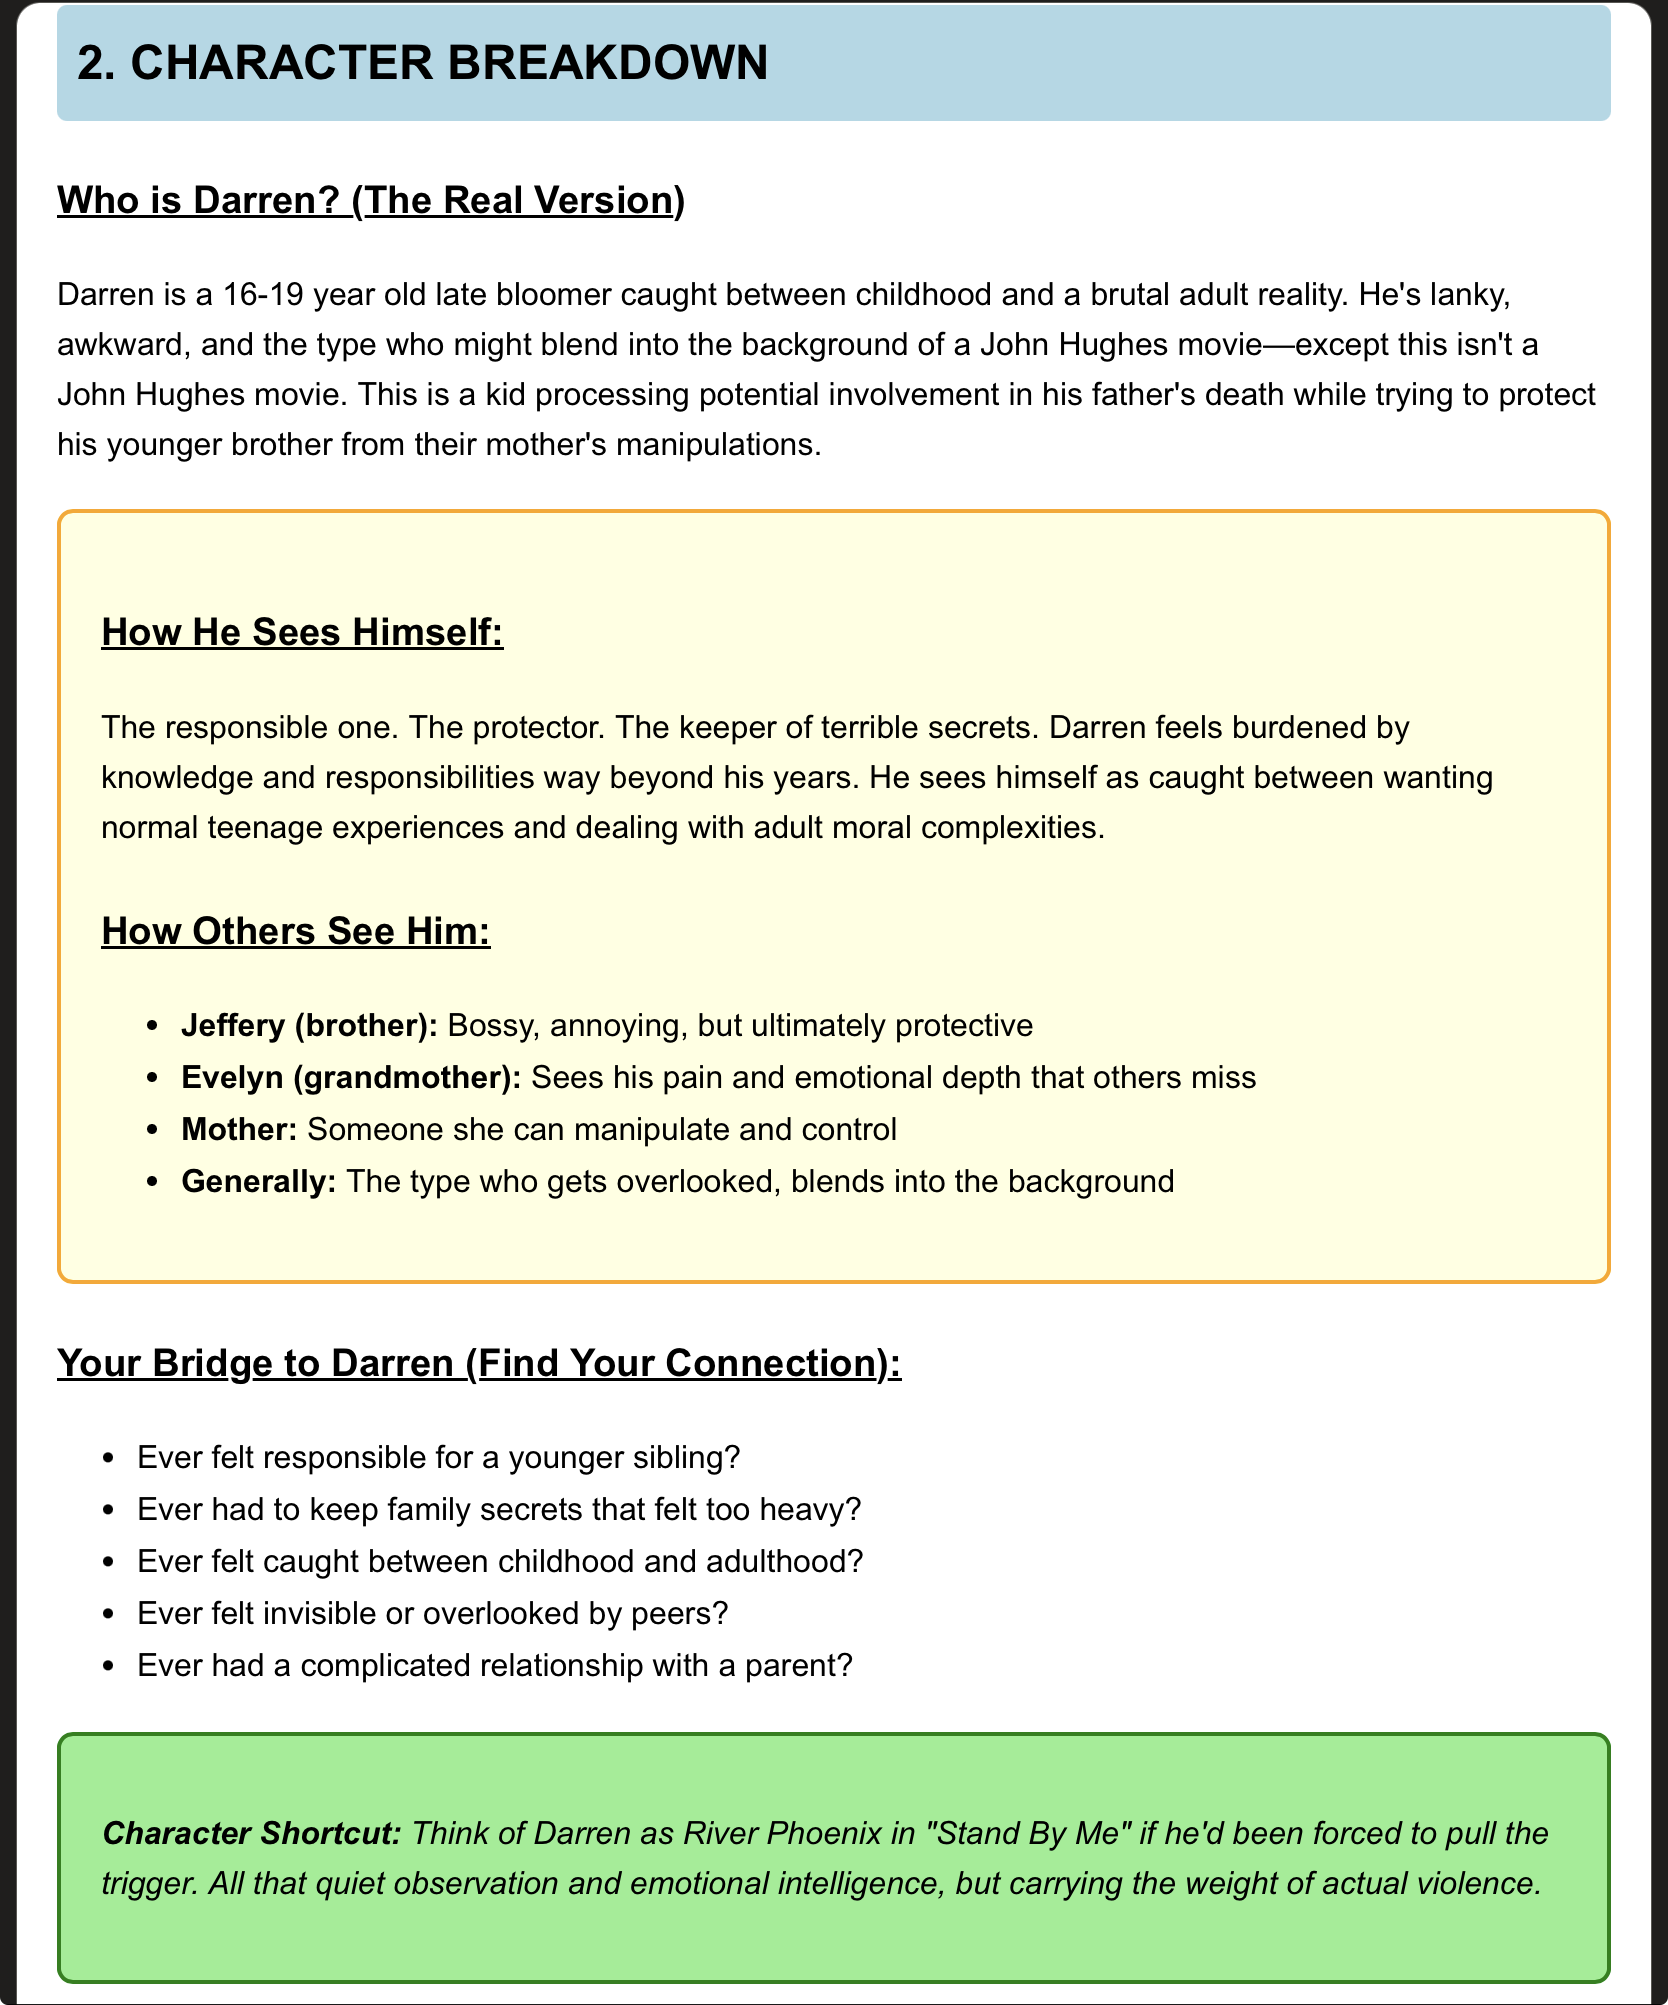 2. CHARACTER BREAKDOWN
Who is Darren? (The Real Version)
Darren is a 16-19 year old late bloomer caught between childhood and a brutal adult reality. He's lanky,
awkward, and the type who might blend into the background of a John Hughes movie—except this isn't a
John Hughes movie. This is a kid processing potential involvement in his father's death while trying to protect
his younger brother from their mother's manipulations.
How He Sees Himself:
The responsible one. The protector. The keeper of terrible secrets. Darren feels burdened by
knowledge and responsibilities way beyond his years. He sees himself as caught between wanting
normal teenage experiences and dealing with adult moral complexities.
How Others See Him:
• Jeffery (brother): Bossy, annoying, but ultimately protective
• Evelyn (grandmother): Sees his pain and emotional depth that others miss
• Mother: Someone she can manipulate and control
• Generally: The type who gets overlooked, blends into the background
Your Bridge to Darren (Find Your Connection):
• Ever felt responsible for a younger sibling?
• Ever had to keep family secrets that felt too heavy?
• Ever felt caught between childhood and adulthood?
• Ever felt invisible or overlooked by peers?
• Ever had a complicated relationship with a parent?
Character Shortcut: Think of Darren as River Phoenix in "Stand By Me" if he'd been forced to pull the
trigger. All that quiet observation and emotional intelligence, but carrying the weight of actual violence.